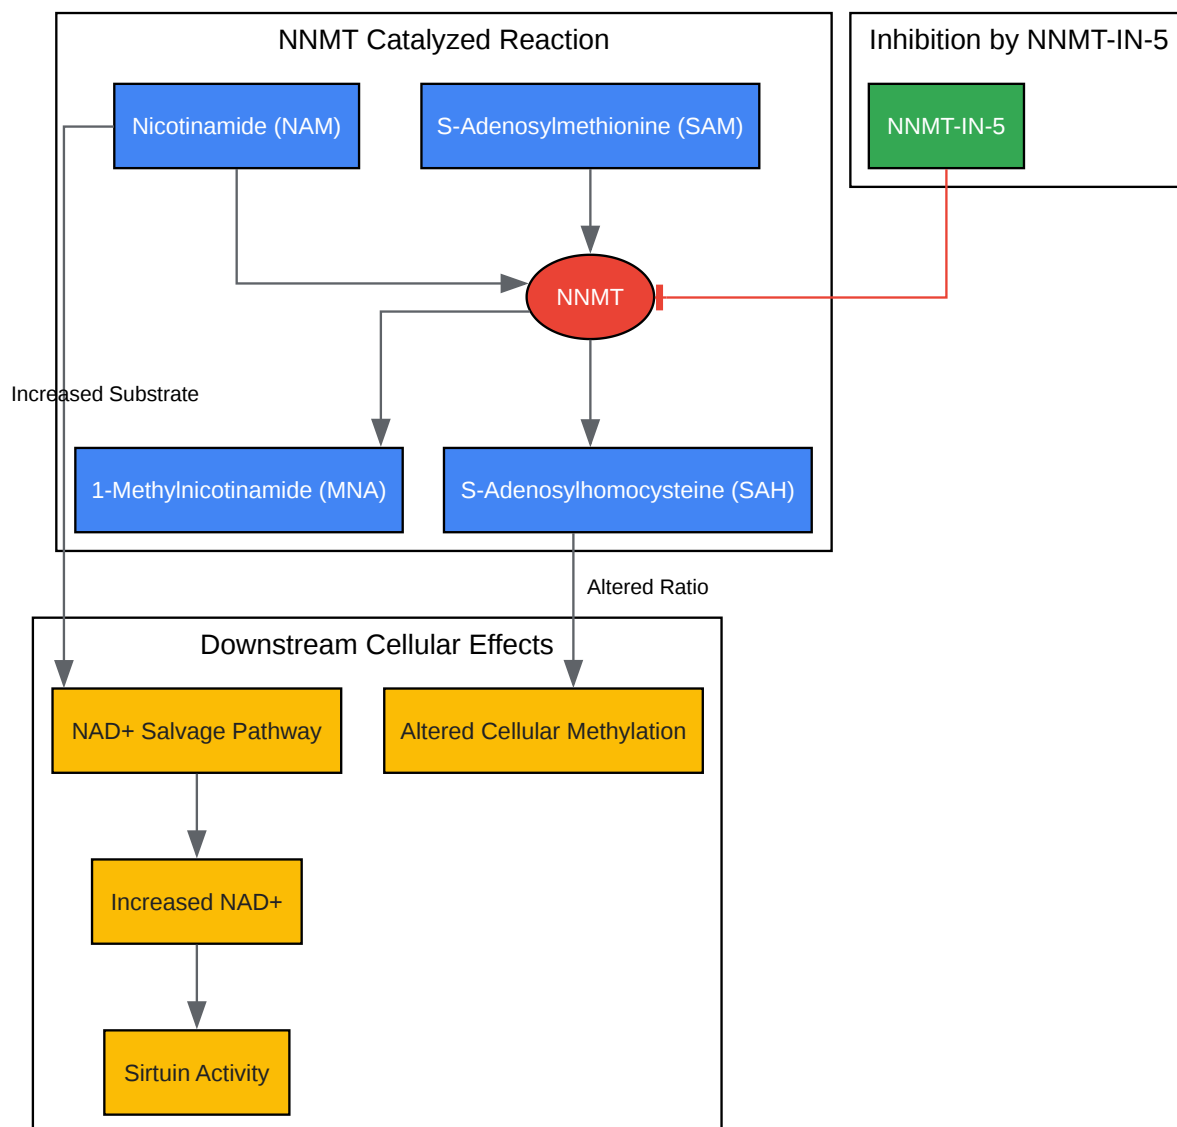 NNMT Catalyzed Reaction
Inhibition by NNMT-IN-5
Nicotinamide (NAM)
S-Adenosylmethionine (SAM)
NNMT-IN-5
NNMT
Increased Substrate
1-Methylnicotinamide (MNA)
S-Adenosylhomocysteine (SAH)
Altered Ratio
Downstream Cellular Effects
NAD+ Salvage Pathway
Altered Cellular Methylation
Increased NAD+
Sirtuin Activity